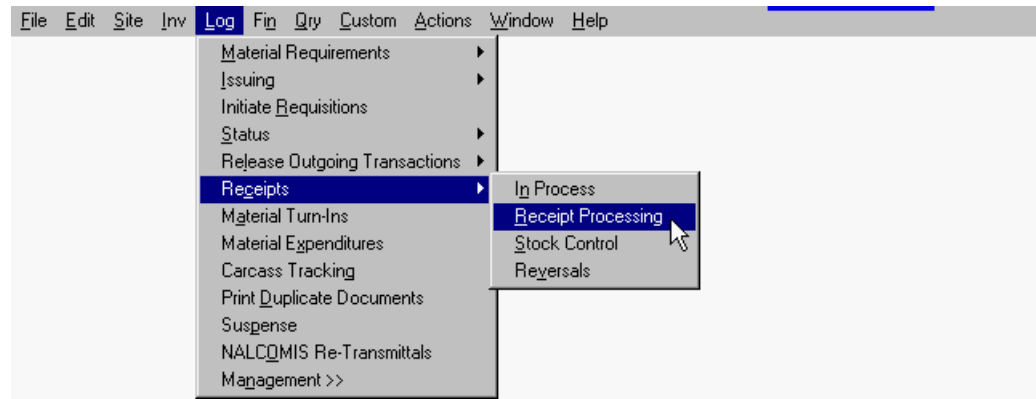 File Edit Site Inv Log Fin Qry Custom Actions Window Help
Material Requirements
Issuing
Initiate Requisitions
Status
Release Outgoing Transactions
Receipts
In Process
Material Turn-Ins
Receipt Processing
Material Expenditures
Stock Control
Carcass Tracking
Reversals
Print Duplicate Documents
Suspense
NALCOMIS Re-Transmittals
Management >>